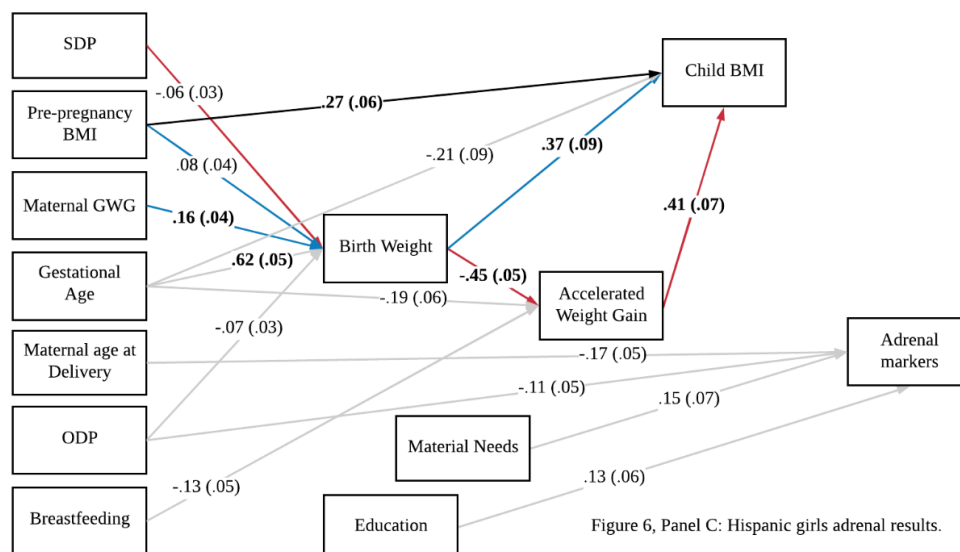 SDP
Child BMI
-.06 (.03)
Pre-pregnancy
BMI
.27 (.06)
.37 (.09)
-.21 (.09)
.08 (.04)
Maternal GWG
.16 (.04)
.41 (.07)
Birth Weight
Gestational
Age
.62 (.05)
-.45 (.05)
-.19 (.06)
Accelerated
Weight Gain
-.07 (.03)
Maternal age at
Delivery
-.17 (.05)
Adrenal
markers
-.11 (.05)
.15 (.07)
ODP
Material Needs
-.13 (.05)
.13 (.06)
Breastfeeding
Education
Figure 6, Panel C: Hispanic girls adrenal results.